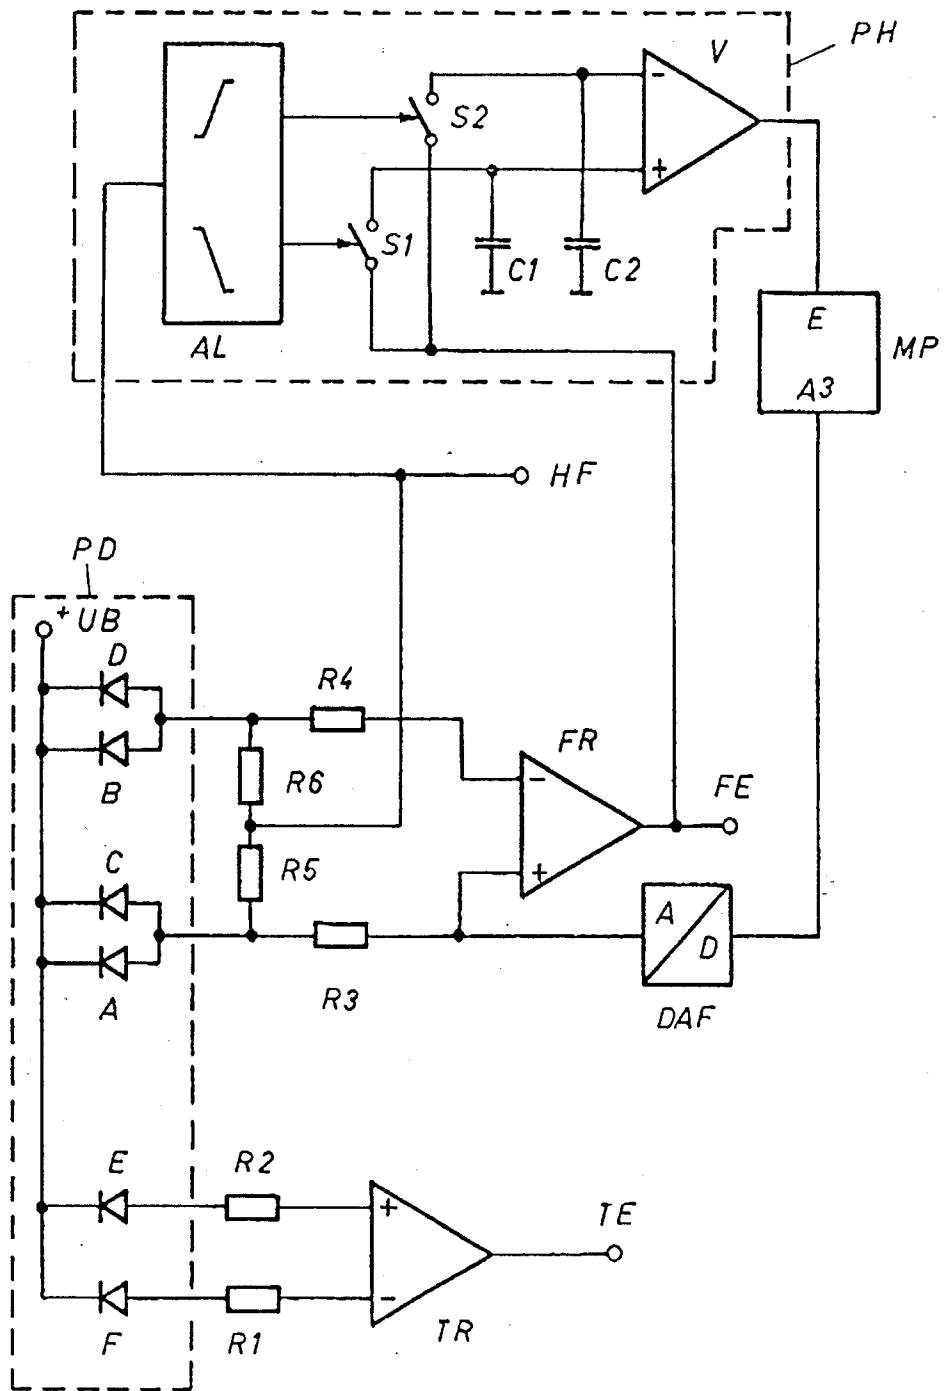 PH
V
-
S2
+
S1
C1
C2
AL
E
MP
A3
HF
PD
+UB
D
R4
FR
B
R6
-
FE
C
R5
+
A
D
A
R3
DAF
E
R2
+
TE
-
F
R1
TR